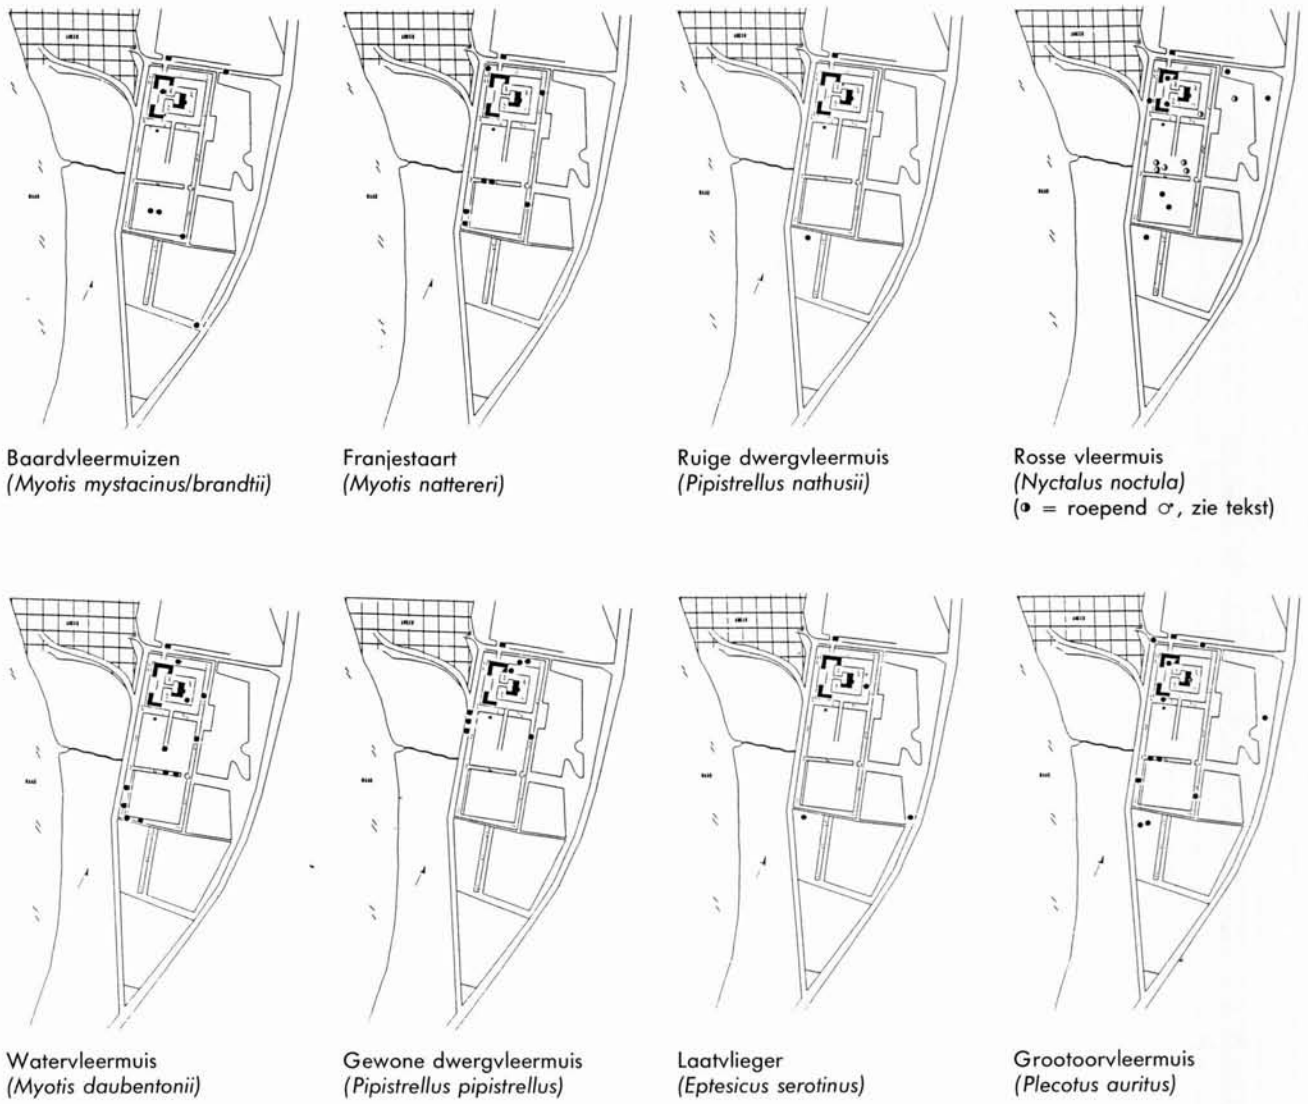 Baardvleermuizen
(Myotis mystacinus/brandtii)
Franjestaart
(Myotis nattereri)
Ruige dwergvleermuis
(Pipistrellus nathusii)
Rosse vleermuis
(Nyctalus noctula)
(◑ = roepend ♂, zie tekst)
Watervleermuis
(Myotis daubentonii)
Gewone dwergvleermuis
(Pipistrellus pipistrellus)
Laatvlieger
(Eptesicus serotinus)
Grootoorvleermuis
(Plecotus auritus)